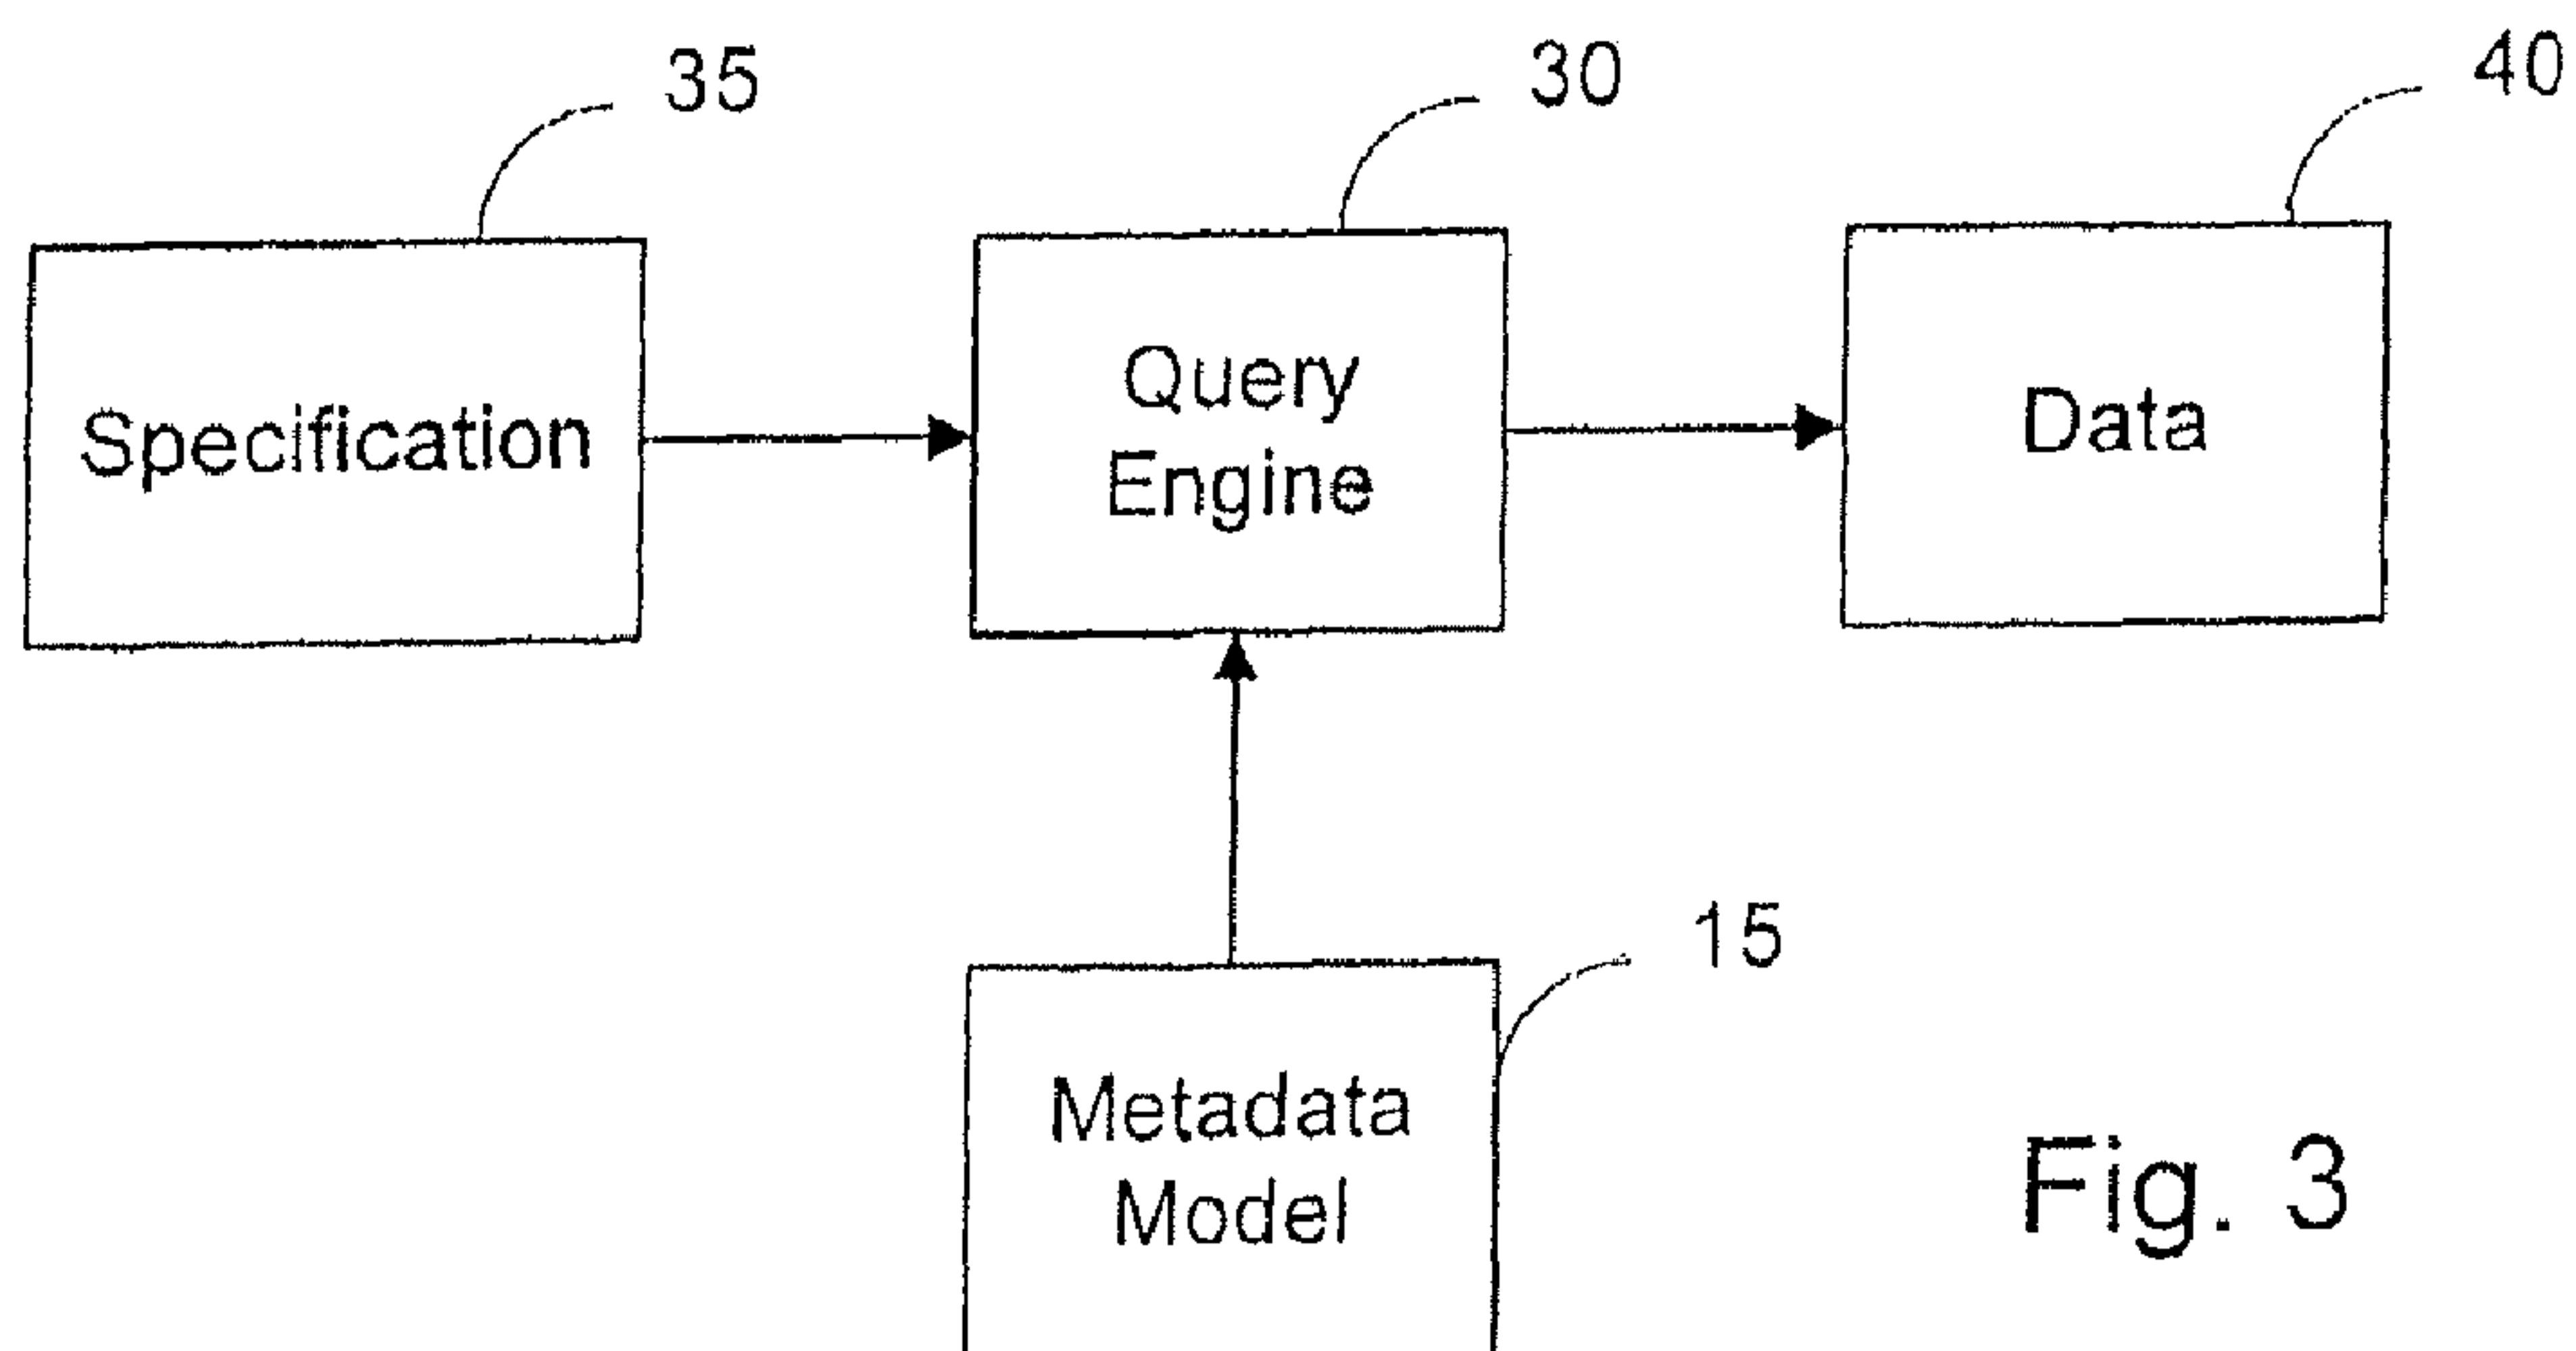 35
30
40
Specification
Query
Engine
Data
15
Metadata
Model
Fig. 3